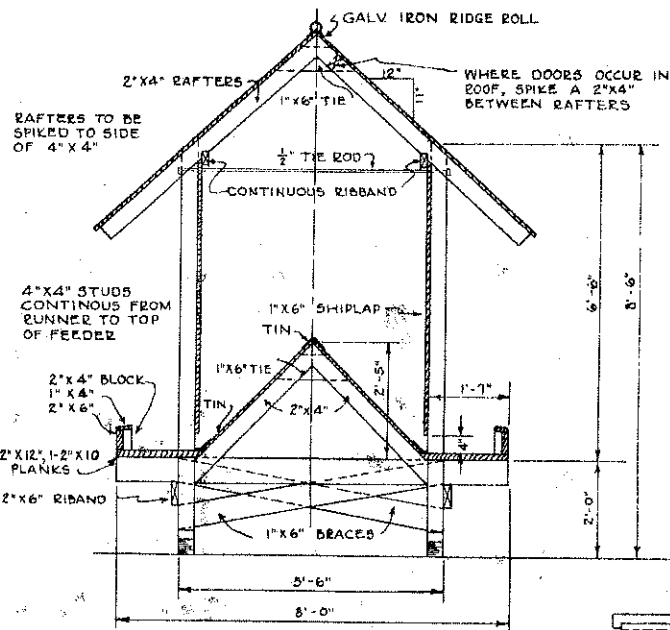 GALV. IRON RIDGE ROLL
2"X4" RAFTERS
12"
11"
WHERE DOORS OCCUR IN
ROOF, SPIKE A 2"X4"
BETWEEN RAFTERS
1"X6" TIE
RAFTERS TO BE
SPIKED TO SIDE
OF 4"X4"
1/2" TIE ROD
CONTINUOUS RIBBAND
4"X4" STUDS
CONTINOUS FROM
RUNNER TO TOP
OF FEEDER
1"X6" SHIPLAP
TIN
6'-6"
8'-6"
1"X6" TIE
2'-5"
1'-7"
2"X4" BLOCK
1"X4"
2"X6"
TIN
2"X4"
4"
2"X12", 1-2"X10
PLANKS
2"X6" RIBAND
2'-0"
1"X6" BRACES
5'-6"
8'-0"